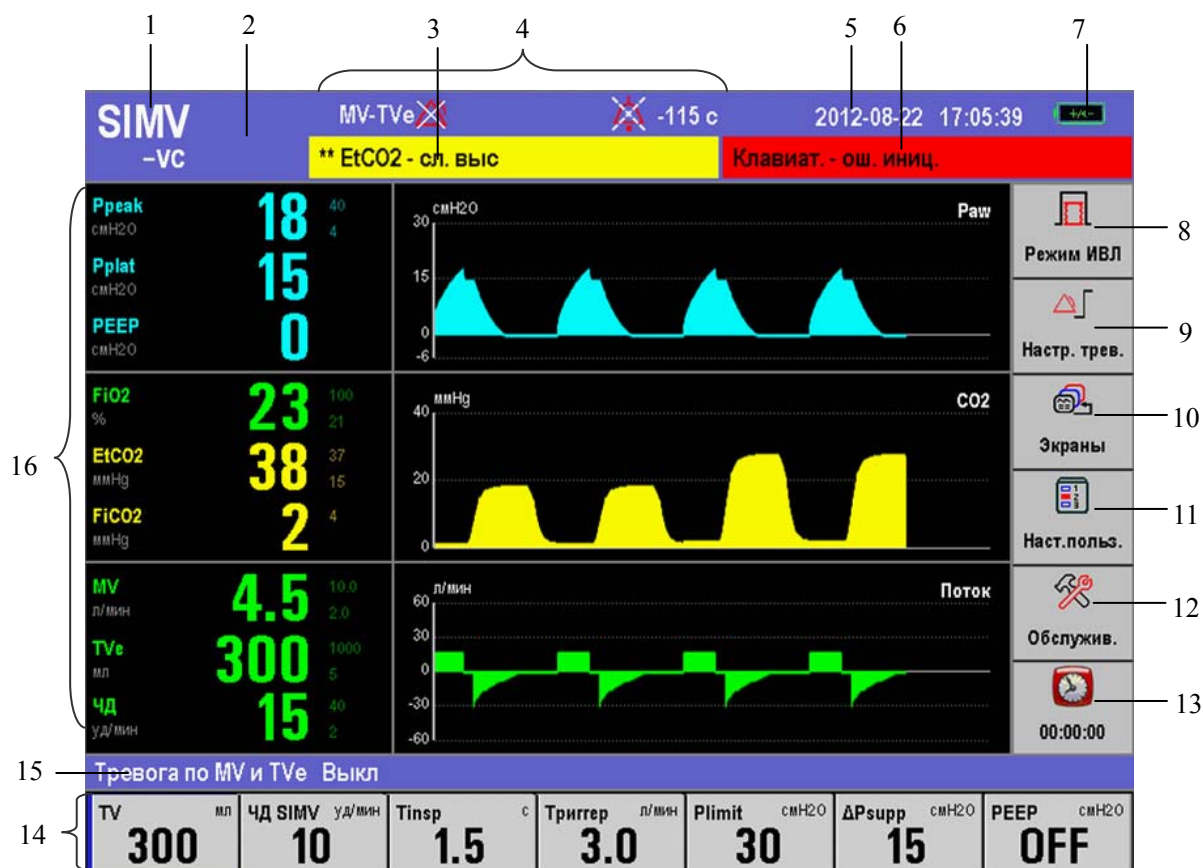 1 2 3 4 5 6 7
SIMV
-VC
MV-TVe
-115 с
2012-08-22 17:05:39
+/<-
** EtCO2 - сл. выс
Клавиат. - ош. иниц.
Ppeak 18 40
смH2O 4
Pplat 15
смH2O
PEEP 0
смH2O
смH2O
Paw
30
15
0
-6
FiO2 23 100
% 21
EtCO2 38 37
ммHg 15
FiCO2 2 4
ммHg
ммHg
CO2
40
20
0
MV 4.5 10.0
л/мин 2.0
TVe 300 1000
мл 5
ЧД 15 40
уд/мин 2
л/мин
Поток
60
30
0
-30
-60
Режим ИВЛ
Настр. трев.
Экраны
Наст.польз.
Обслужив.
00:00:00
8
9
10
11
12
13
16
15
Тревога по MV и TVe Выкл
14
TV мл
300
ЧД SIMV уд/мин
10
Tinsp с
1.5
Триггер л/мин
3.0
Plimit смH2O
30
ΔPsupp смH2O
15
PEEP смH2O
OFF